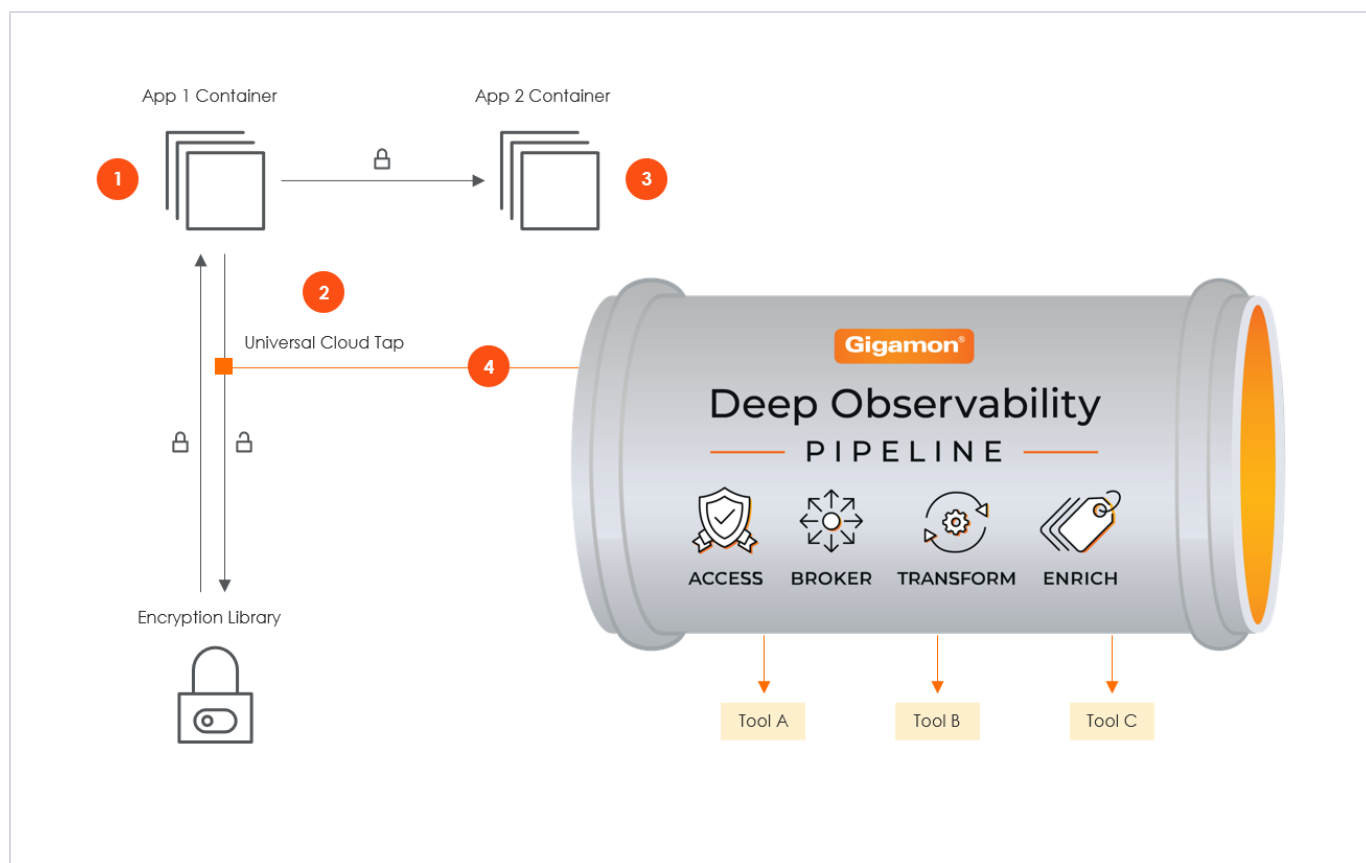 App 1 Container
App 2 Container
1
3
2
Universal Cloud Tap
4
Gigamon®
Deep Observability
PIPELINE
ACCESS
BROKER
TRANSFORM
ENRICH
Encryption Library
Tool A
Tool B
Tool C